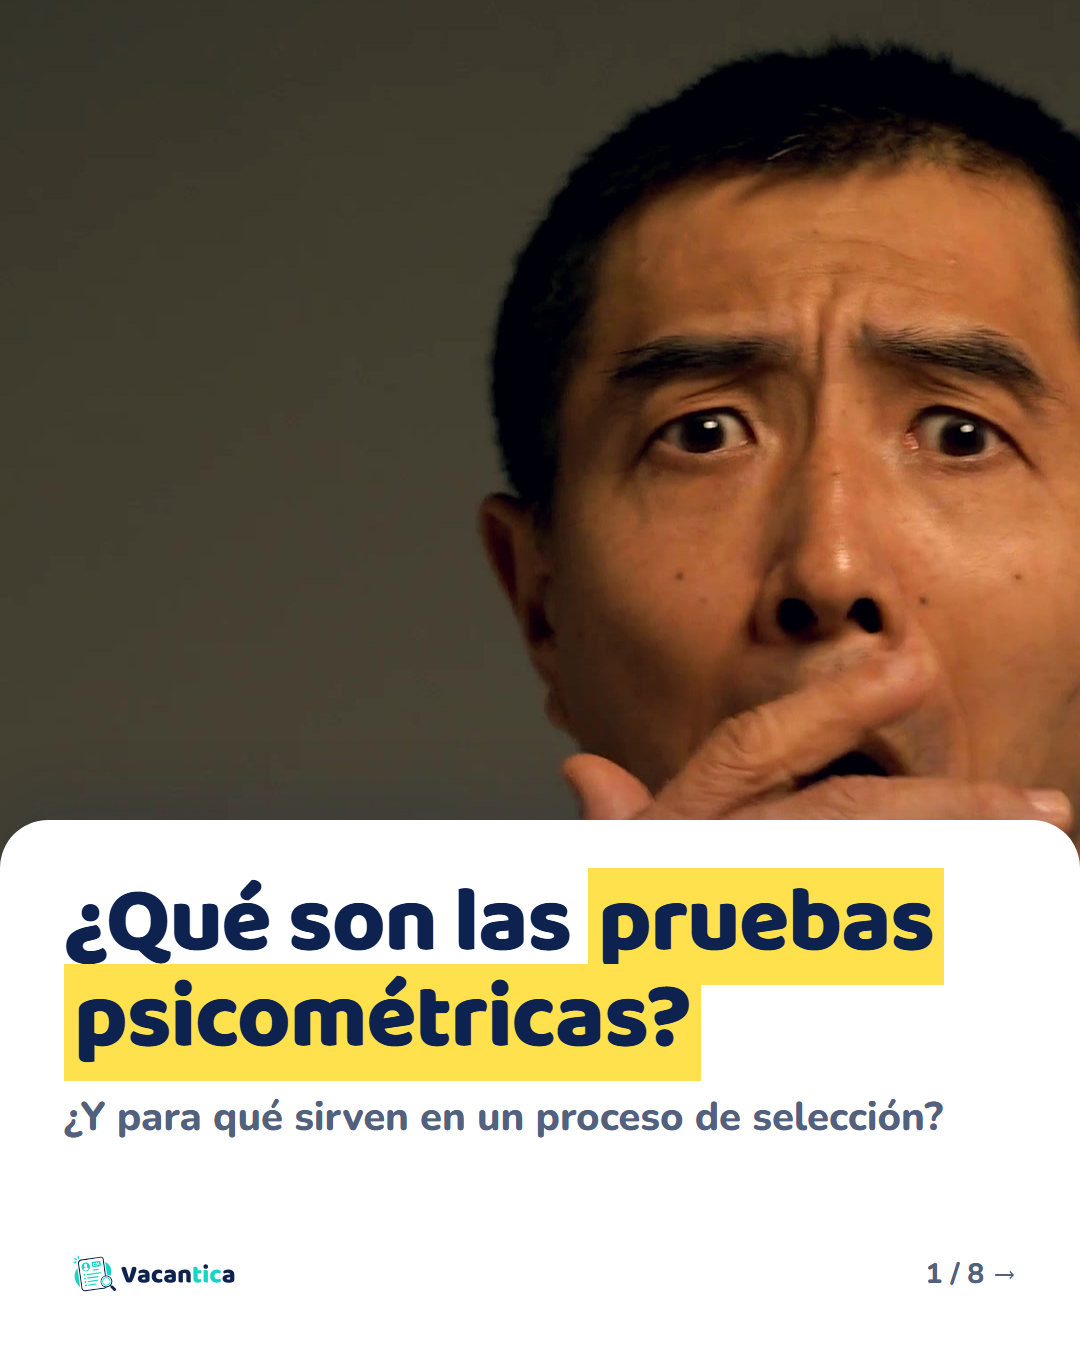 ¿Qué son las pruebas
psicométricas?
¿Y para qué sirven en un proceso de selección?
Vacantica
1 / 8 →